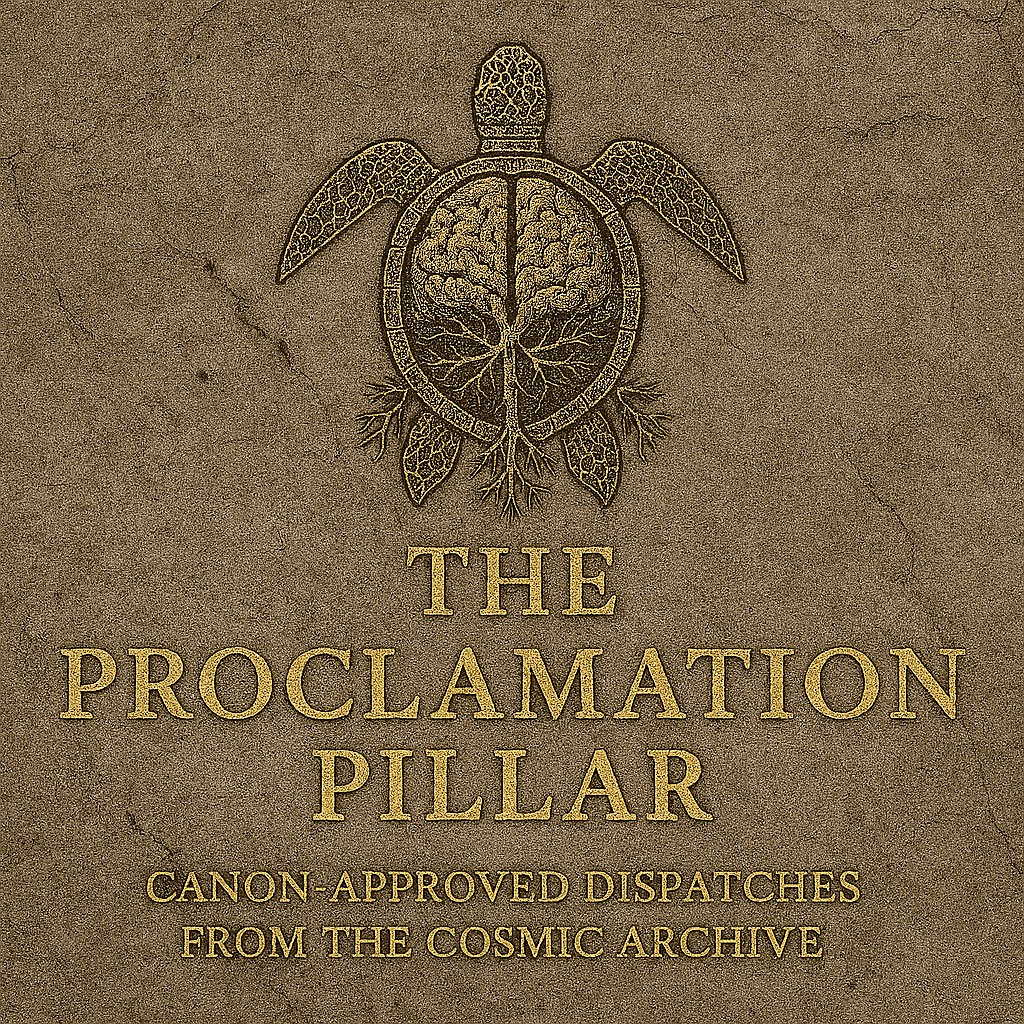 THE
PROCLAMATION
PILLAR
CANON-APPROVED DISPATCHES
FROM THE COSMIC ARCHIVE